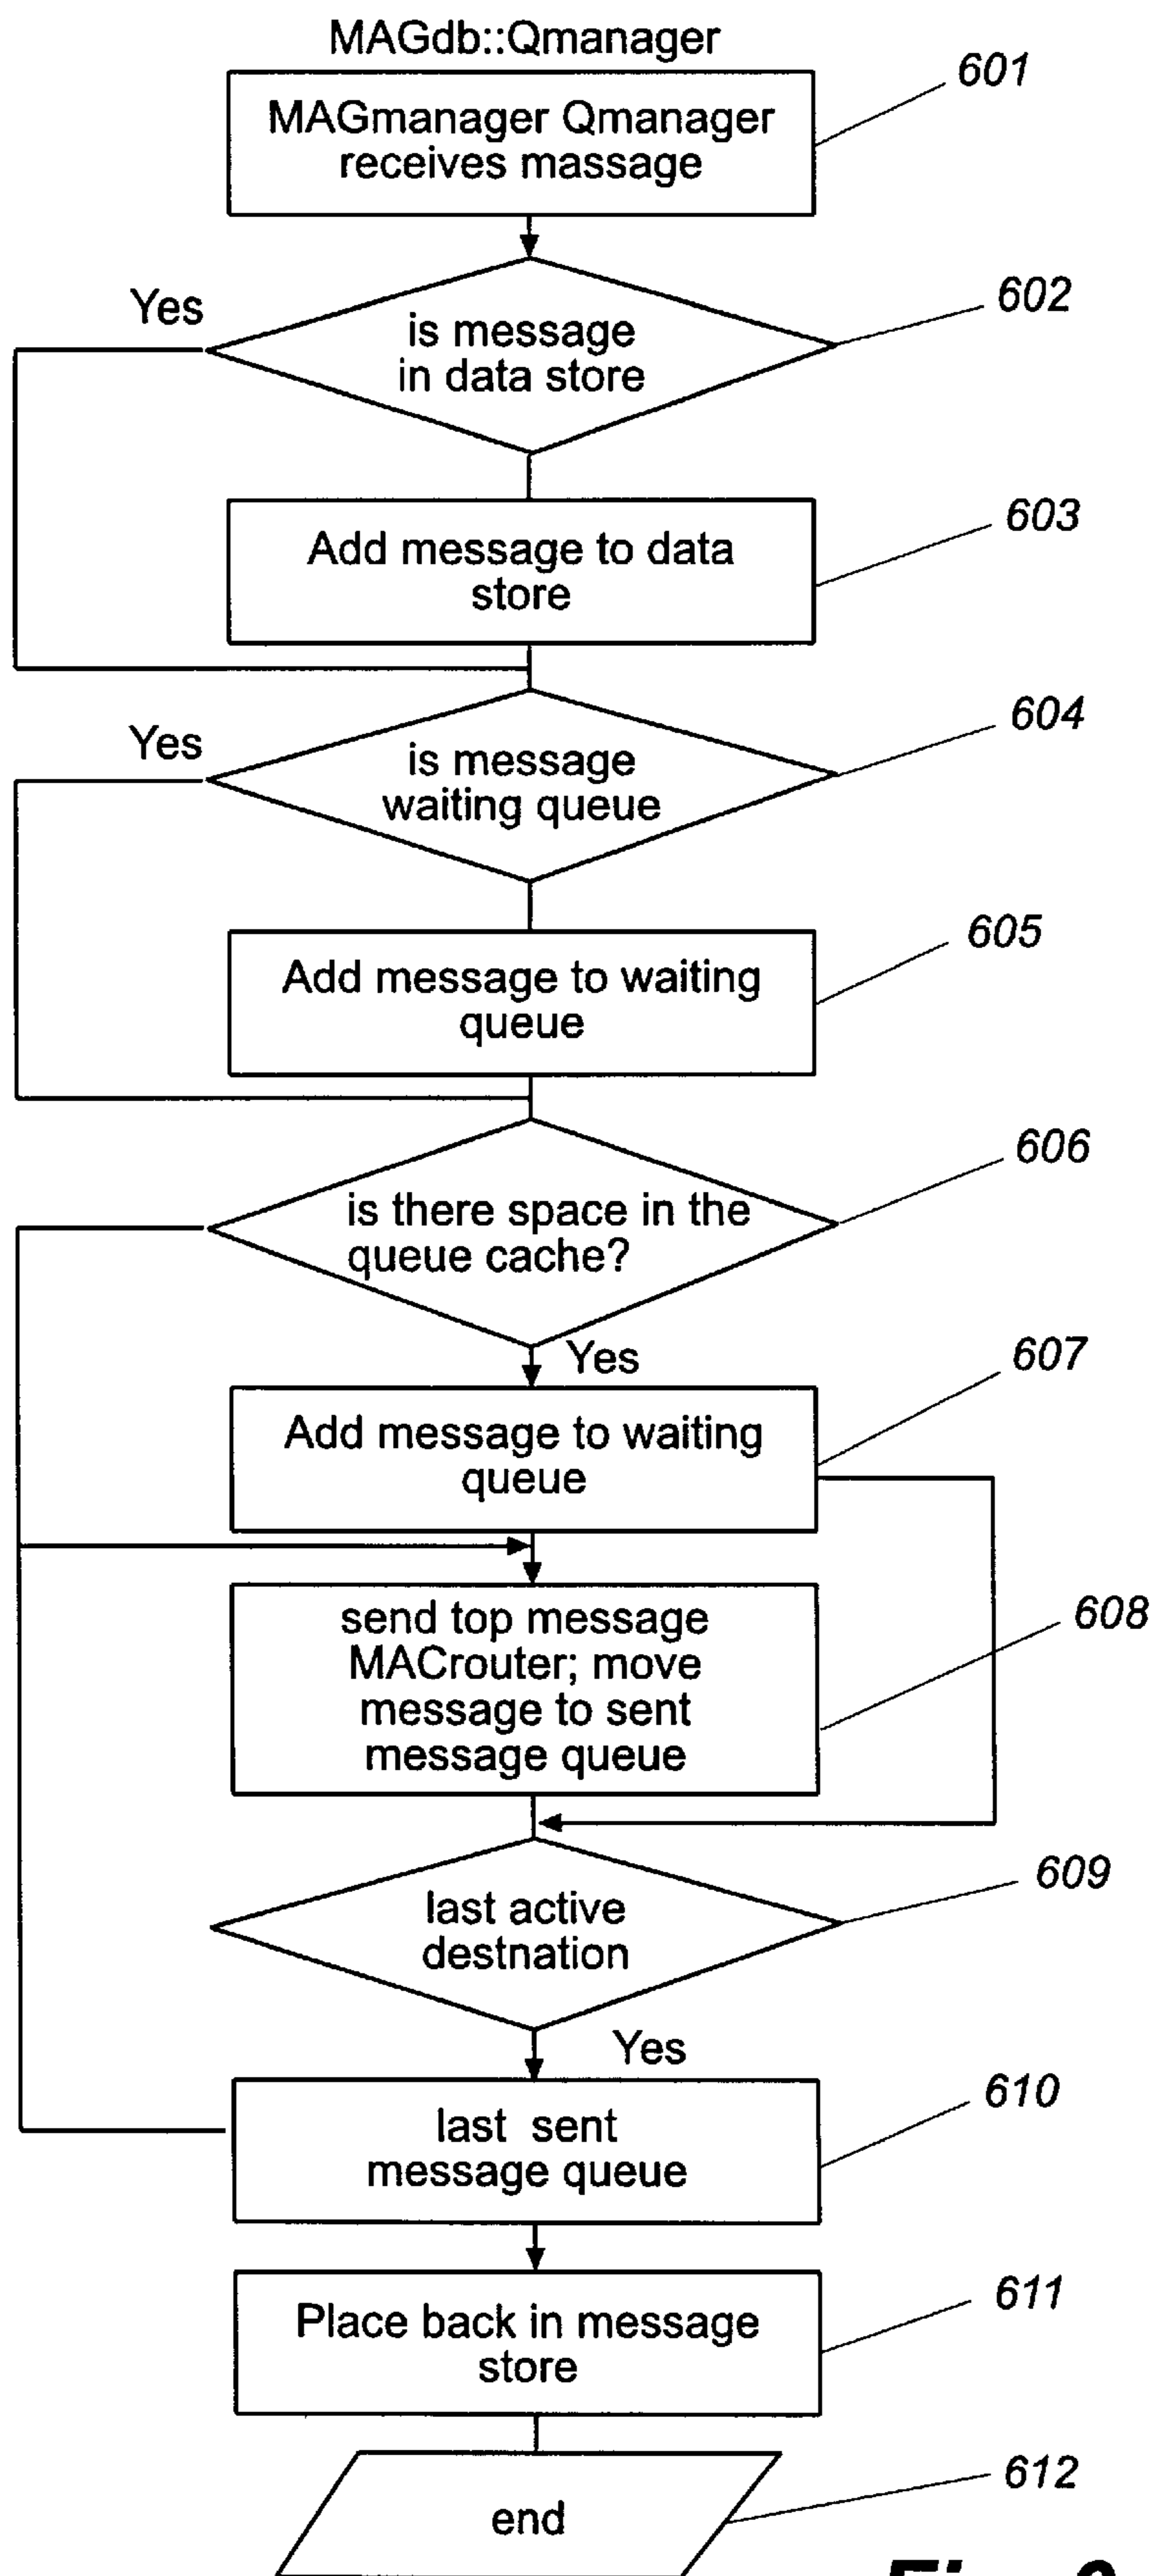 MAGdb::Qmanager
601
MAGmanager Qmanager
receives massage
Yes
602
is message
in data store
603
Add message to data
store
604
Yes
is message
waiting queue
605
Add message to waiting
queue
606
is there space in the
queue cache?
Yes
607
Add message to waiting
queue
608
send top message
MACrouter; move
message to sent
message queue
609
last active
destnation
Yes
610
last sent
message queue
611
Place back in message
store
612
end